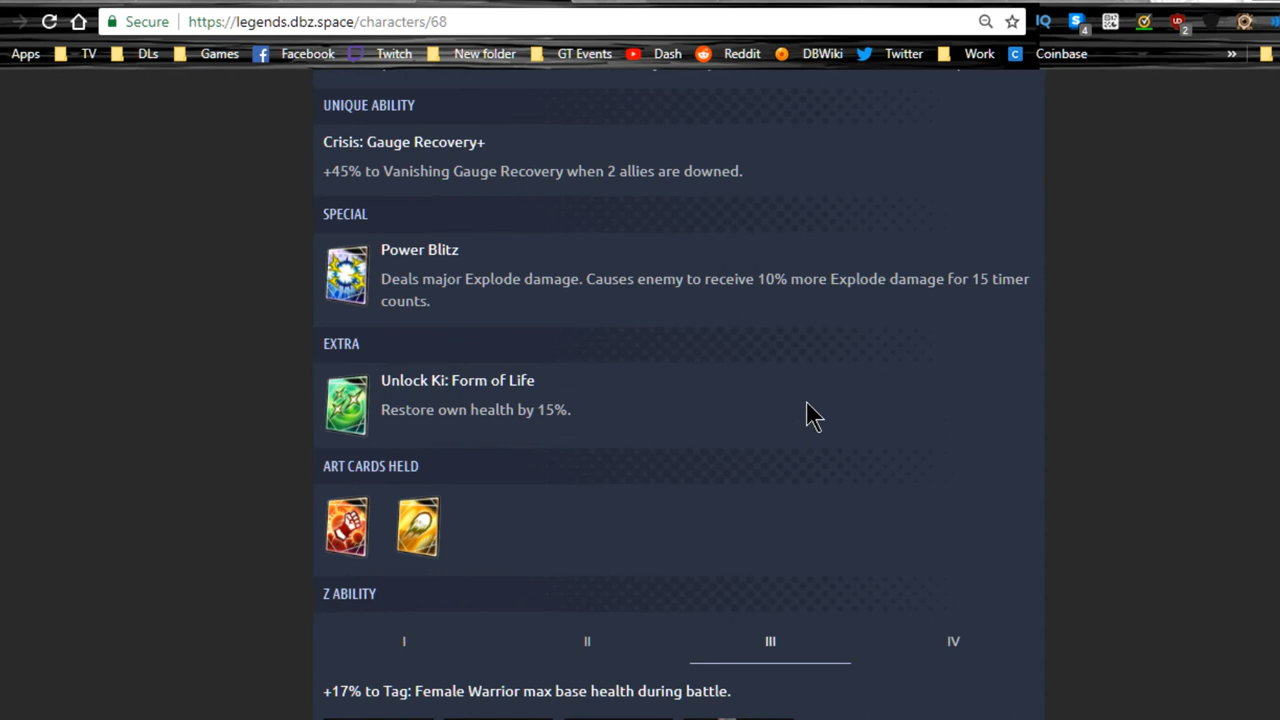 Secure https://legends.dbz.space/characters/68
4
2
Apps TV DLs Games Facebook Twitch New folder GT Events Dash Reddit DBWiki Twitter Work Coinbase »
UNIQUE ABILITY
Crisis: Gauge Recovery+
+45% to Vanishing Gauge Recovery when 2 allies are downed.
SPECIAL
Power Blitz
Deals major Explode damage. Causes enemy to receive 10% more Explode damage for 15 timer
counts.
EXTRA
Unlock Ki: Form of Life
Restore own health by 15%.
ART CARDS HELD
Z ABILITY
I II III IV
+17% to Tag: Female Warrior max base health during battle.